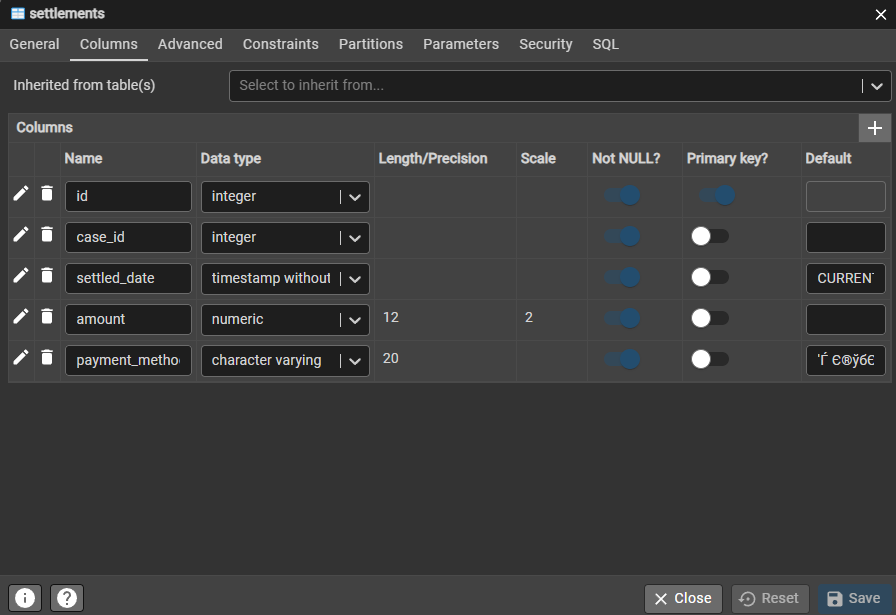 settlements
General Columns Advanced Constraints Partitions Parameters Security SQL
Inherited from table(s) Select to inherit from...
Columns
Name Data type Length/Precision Scale Not NULL? Primary key? Default
id integer
case_id integer
settled_date timestamp without CURRENT
amount numeric 12 2
payment_metho character varying 20 'Ѓ Є®ўбЄ
Close Reset Save